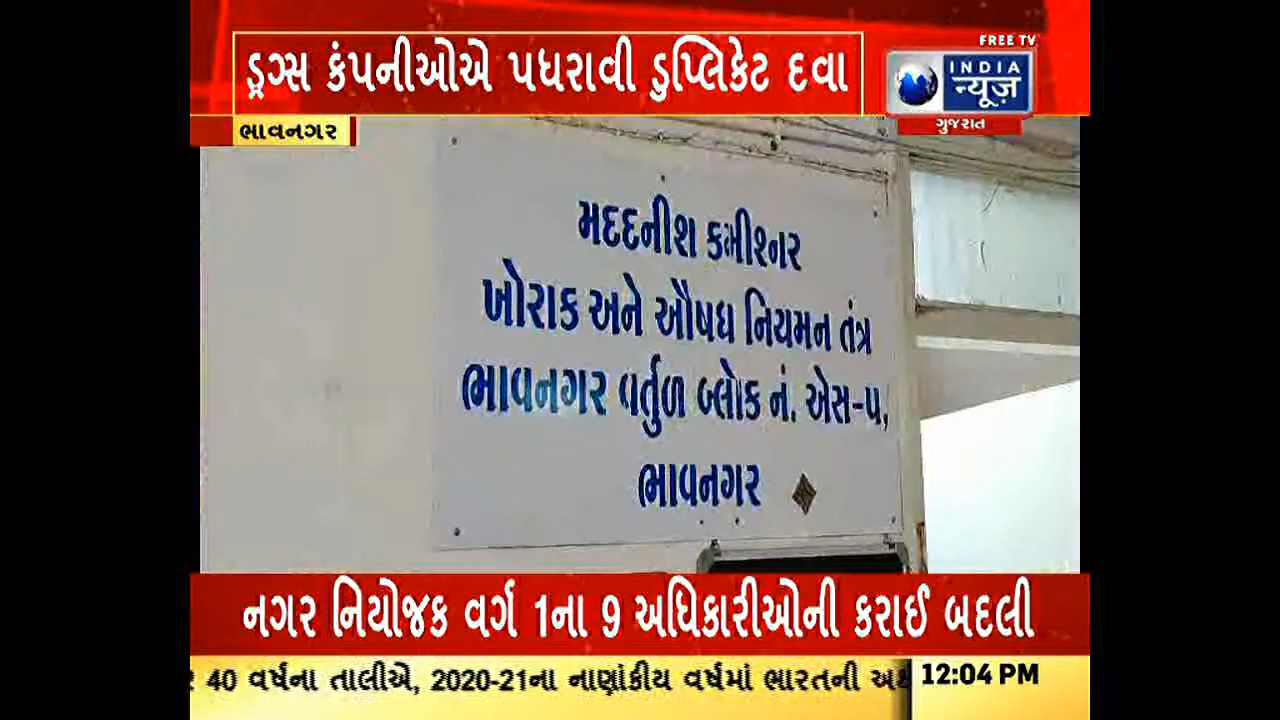 ડ્રગ્સ કંપનીઓએ પધરાવી ડુપ્લિકેટ દવા
FREE TV
INDIA
ન્યૂઝ
ગુજરાત
ભાવનગર
મદદનીશ કમીશ્નર
ખોરાક અને ઔષધ નિયમન તંત્ર
ભાવનગર વર્તુળ બ્લોક નં. એસ-૫,
ભાવનગર
નગર નિયોજક વર્ગ 1ના 9 અધિકારીઓની કરાઈ બદલી
40 વર્ષના તાલીએ, 2020-21ના નાણાંકીય વર્ષમાં ભારતની
12:04 PM